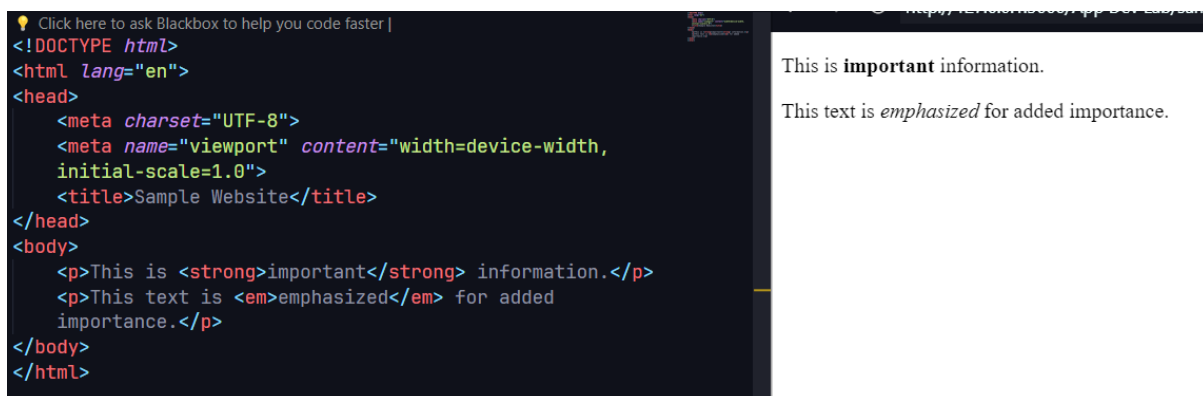 Click here to ask Blackbox to help you code faster |
<!DOCTYPE html>
<html lang="en">
<head>
<meta charset="UTF-8">
<meta name="viewport" content="width=device-width,
initial-scale=1.0">
<title>Sample Website</title>
</head>
<body>
<p>This is <strong>important</strong> information.</p>
<p>This text is <em>emphasized</em> for added
importance.</p>
</body>
</html>
This is important information.
This text is emphasized for added importance.